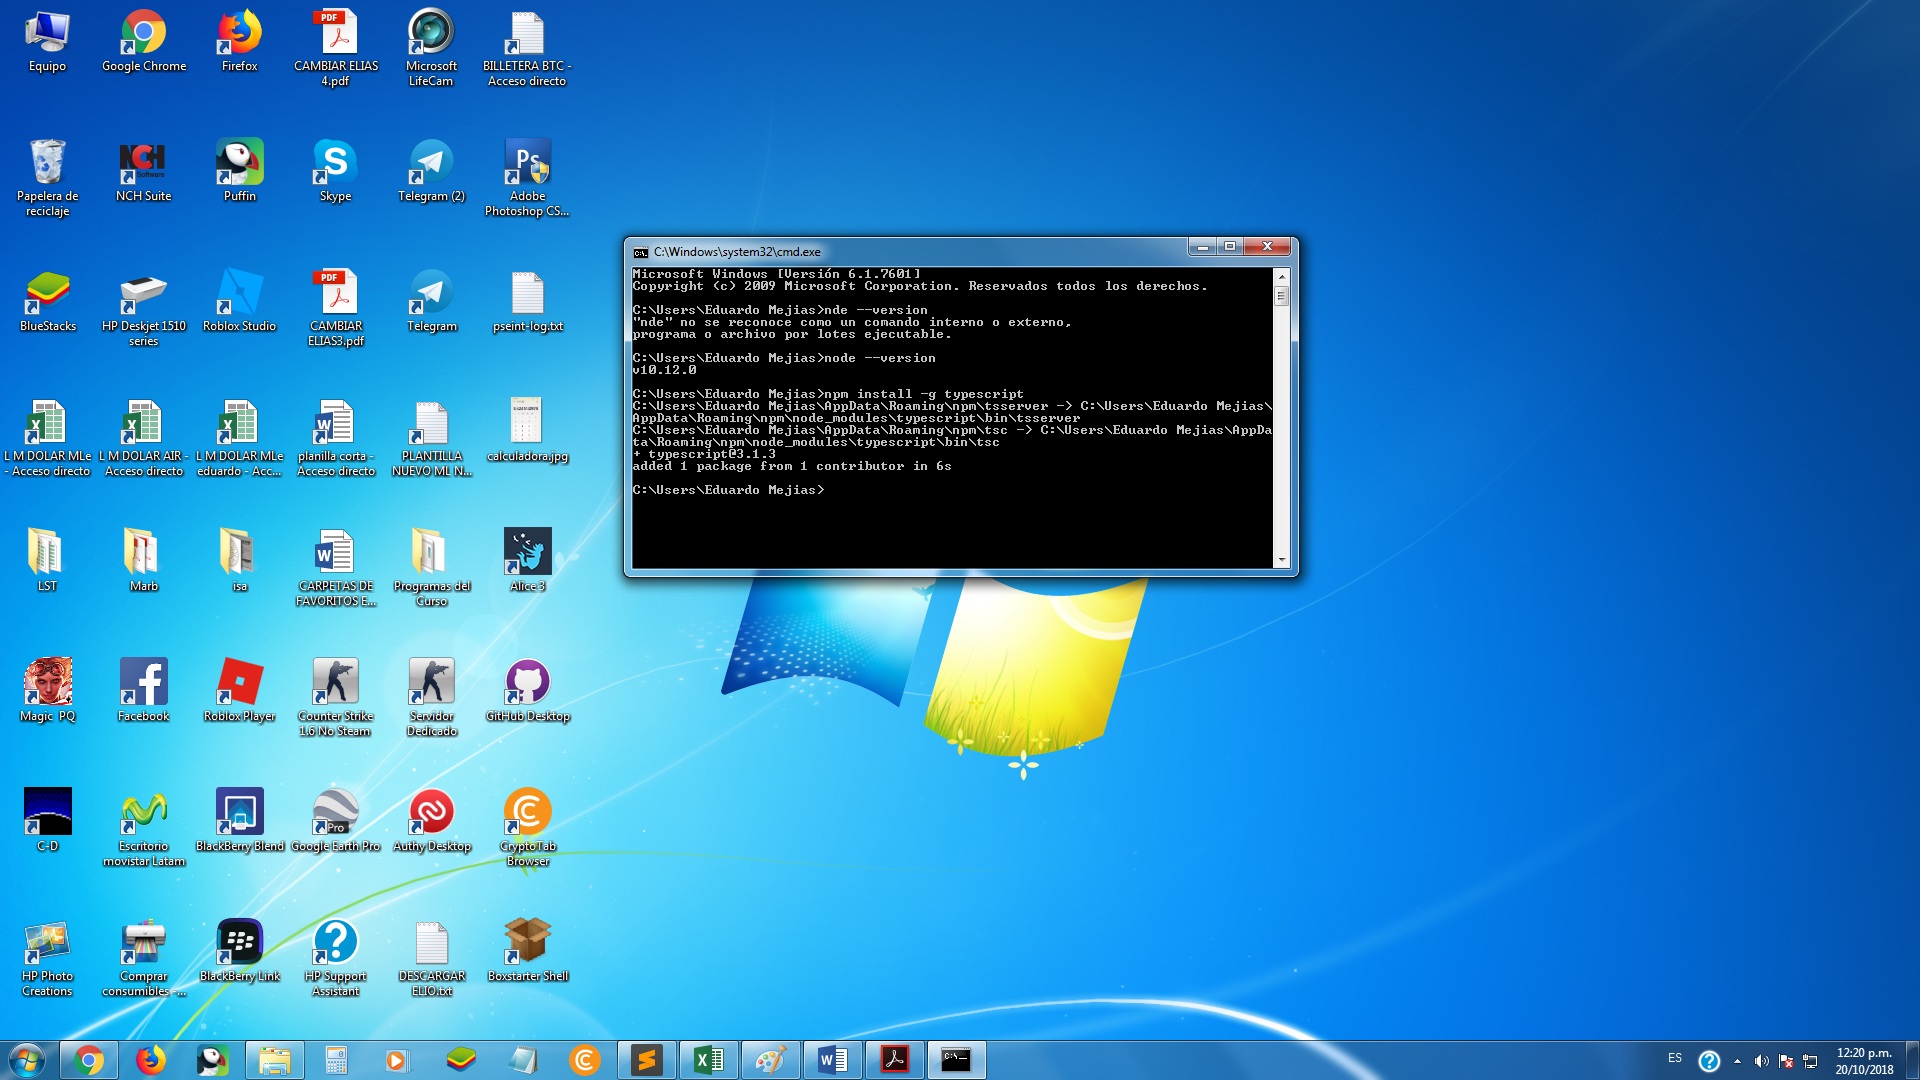 Equipo
Google Chrome
Firefox
PDF
CAMBIAR ELIAS
4.pdf
Microsoft
LifeCam
BILLETERA BTC -
Acceso directo
Papelera de
reciclaje
NCH
Software
NCH Suite
Puffin
S
Skype
Telegram (2)
Ps
Adobe
Photoshop CS...
BlueStacks
HP Deskjet 1510
series
Roblox Studio
PDF
CAMBIAR
ELIAS3.pdf
Telegram
pseint-log.txt
L M DOLAR MLe
- Acceso directo
L M DOLAR AIR -
Acceso directo
L M DOLAR MLe
eduardo - Acc...
planilla corta -
Acceso directo
PLANTILLA
NUEVO ML N...
calculadora.jpg
LST
Marb
isa
CARPETAS DE
FAVORITOS E...
Programas del
Curso
Alice 3
Magic PQ
Facebook
Roblox Player
Counter Strike
1.6 No Steam
Servidor
Dedicado
GitHub Desktop
C-D
Escritorio
movistar Latam
BlackBerry Blend
Pro
Google Earth Pro
Authy Desktop
CryptoTab
Browser
HP Photo
Creations
Comprar
consumibles -...
BlackBerry Link
HP Support
Assistant
DESCARGAR
ELIO.txt
Boxstarter Shell
C:\Windows\system32\cmd.exe
Microsoft Windows [Versión 6.1.7601]
Copyright (c) 2009 Microsoft Corporation. Reservados todos los derechos.
C:\Users\Eduardo Mejias>nde --version
"nde" no se reconoce como un comando interno o externo,
programa o archivo por lotes ejecutable.
C:\Users\Eduardo Mejias>node --version
v10.12.0
C:\Users\Eduardo Mejias>npm install -g typescript
C:\Users\Eduardo Mejias\AppData\Roaming\npm\tsserver -> C:\Users\Eduardo Mejias\
AppData\Roaming\npm\node_modules\typescript\bin\tsserver
C:\Users\Eduardo Mejias\AppData\Roaming\npm\tsc -> C:\Users\Eduardo Mejias\AppDa
ta\Roaming\npm\node_modules\typescript\bin\tsc
+ typescript@3.1.3
added 1 package from 1 contributor in 6s
C:\Users\Eduardo Mejias>
ES
12:20 p.m.
20/10/2018